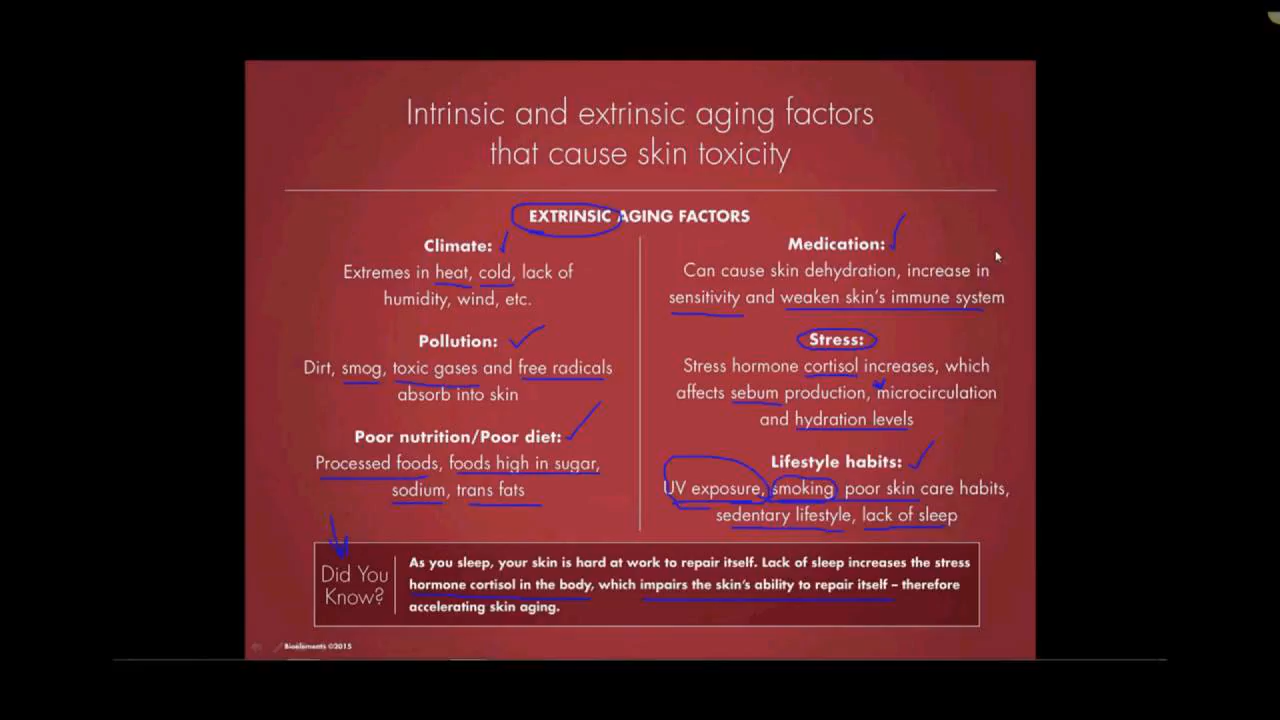 Intrinsic and extrinsic aging factors
that cause skin toxicity
EXTRINSIC AGING FACTORS
Climate:
Extremes in heat, cold, lack of
humidity, wind, etc.
Pollution:
Dirt, smog, toxic gases and free radicals
absorb into skin
Poor nutrition/Poor diet:
Processed foods, foods high in sugar,
sodium, trans fats
Medication:
Can cause skin dehydration, increase in
sensitivity and weaken skin's immune system
Stress:
Stress hormone cortisol increases, which
affects sebum production, microcirculation
and hydration levels
Lifestyle habits:
UV exposure, smoking, poor skin care habits,
sedentary lifestyle, lack of sleep
Did You
Know?
As you sleep, your skin is hard at work to repair itself. Lack of sleep increases the stress
hormone cortisol in the body, which impairs the skin's ability to repair itself – therefore
accelerating skin aging.
Bioelements ©2015